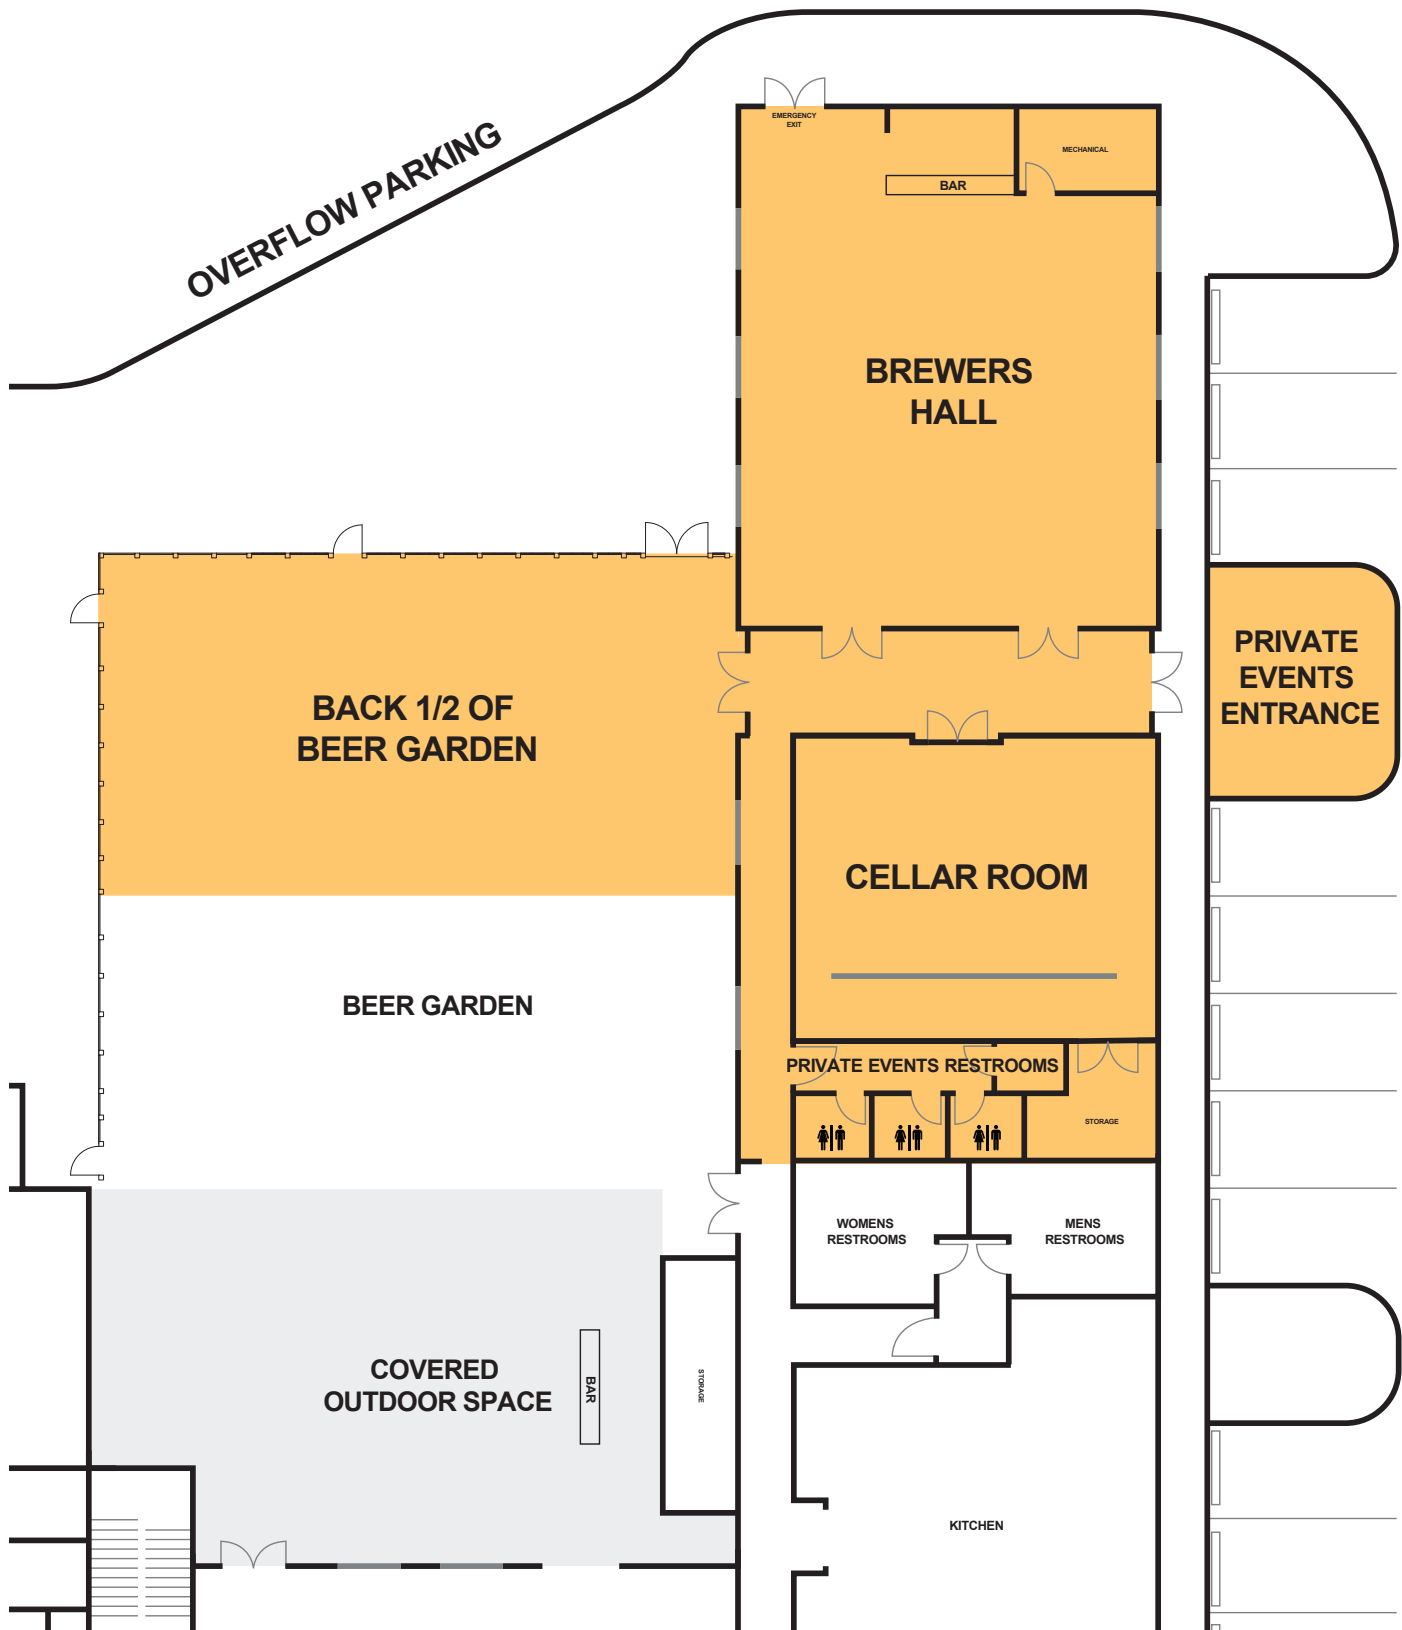 EMERGENCY
EXIT
MECHANICAL
BAR
OVERFLOW PARKING
BREWERS
HALL
PRIVATE
EVENTS
ENTRANCE
BACK 1/2 OF
BEER GARDEN
CELLAR ROOM
BEER GARDEN
PRIVATE EVENTS RESTROOMS
STORAGE
WOMENS
RESTROOMS
MENS
RESTROOMS
COVERED
OUTDOOR SPACE
BAR
STORAGE
KITCHEN